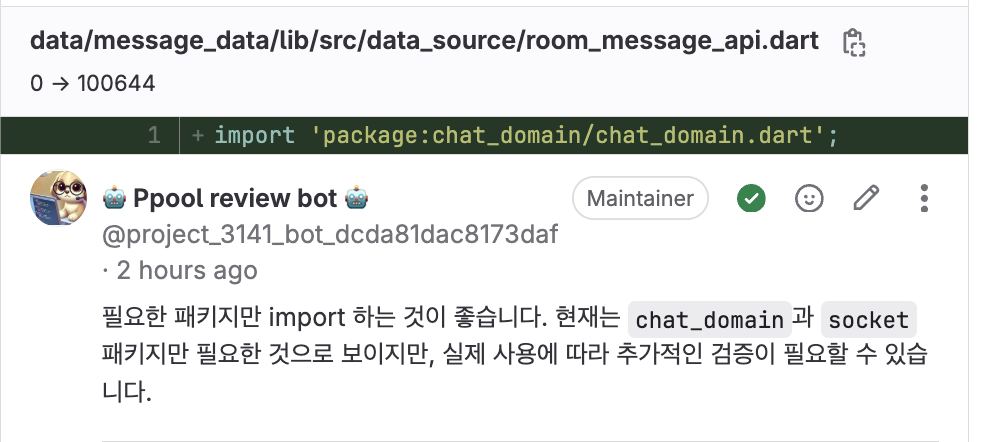 data/message_data/lib/src/data_source/room_message_api.dart
0 → 100644
1 + import 'package:chat_domain/chat_domain.dart';
🤖 Ppool review bot 🤖 Maintainer
@project_3141_bot_dcda81dac8173daf
· 2 hours ago
필요한 패키지만 import 하는 것이 좋습니다. 현재는 chat_domain과 socket
패키지만 필요한 것으로 보이지만, 실제 사용에 따라 추가적인 검증이 필요할 수 있습
니다.